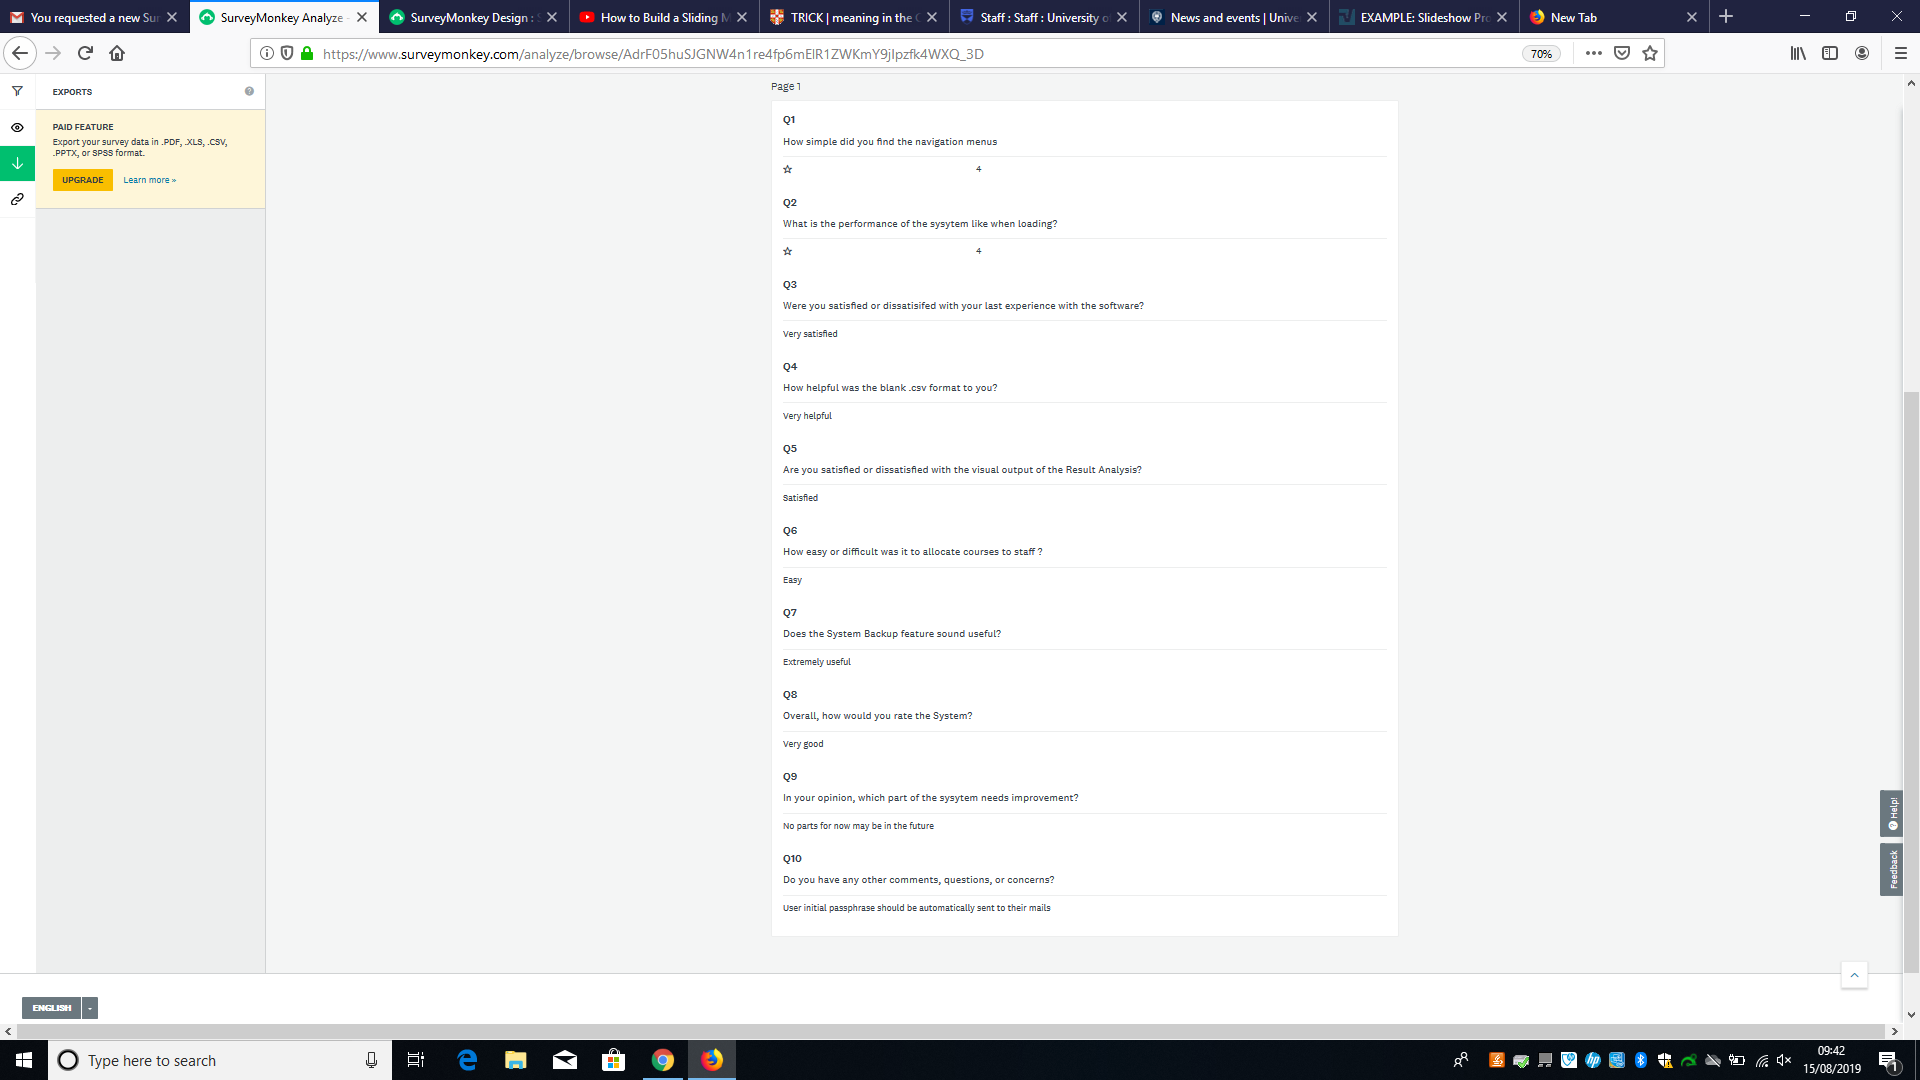 You requested a new Sur
SurveyMonkey Analyze -
SurveyMonkey Design : S
How to Build a Sliding M
TRICK | meaning in the C
Staff : Staff : University o
News and events | Unive
EXAMPLE: Slideshow Pro
New Tab
https://www.surveymonkey.com/analyze/browse/AdrF05huSJGNW4n1re4fp6mEIR1ZWKmY9jIpzfk4WXQ_3D
70%
EXPORTS
PAID FEATURE
Export your survey data in .PDF, .XLS, .CSV,
.PPTX, or SPSS format.
UPGRADE
Learn more »
Page 1
Q1
How simple did you find the navigation menus
☆ 4
Q2
What is the performance of the sysytem like when loading?
☆ 4
Q3
Were you satisfied or dissatisifed with your last experience with the software?
Very satisfied
Q4
How helpful was the blank .csv format to you?
Very helpful
Q5
Are you satisfied or dissatisfied with the visual output of the Result Analysis?
Satisfied
Q6
How easy or difficult was it to allocate courses to staff ?
Easy
Q7
Does the System Backup feature sound useful?
Extremely useful
Q8
Overall, how would you rate the System?
Very good
Q9
In your opinion, which part of the sysytem needs improvement?
No parts for now may be in the future
Q10
Do you have any other comments, questions, or concerns?
User initial passphrase should be automatically sent to their mails
Help!
Feedback
ENGLISH
Type here to search
09:42
15/08/2019
1